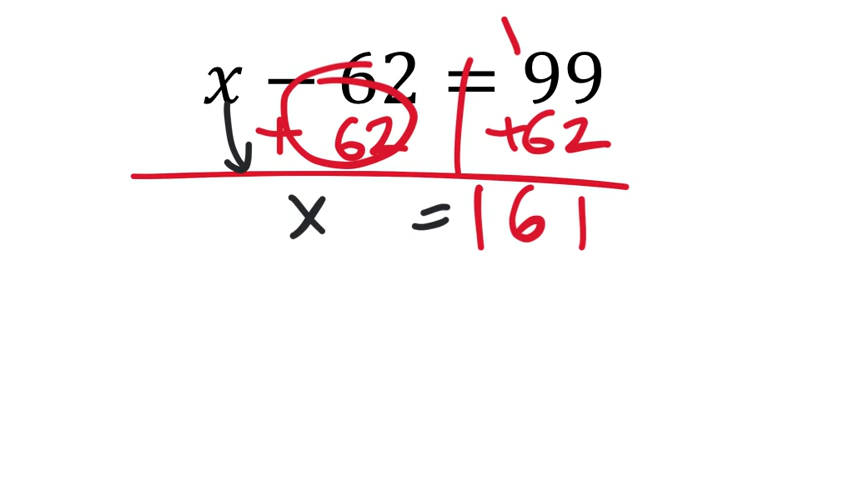 x − 62 = 99
+ 62 +62
x = 161